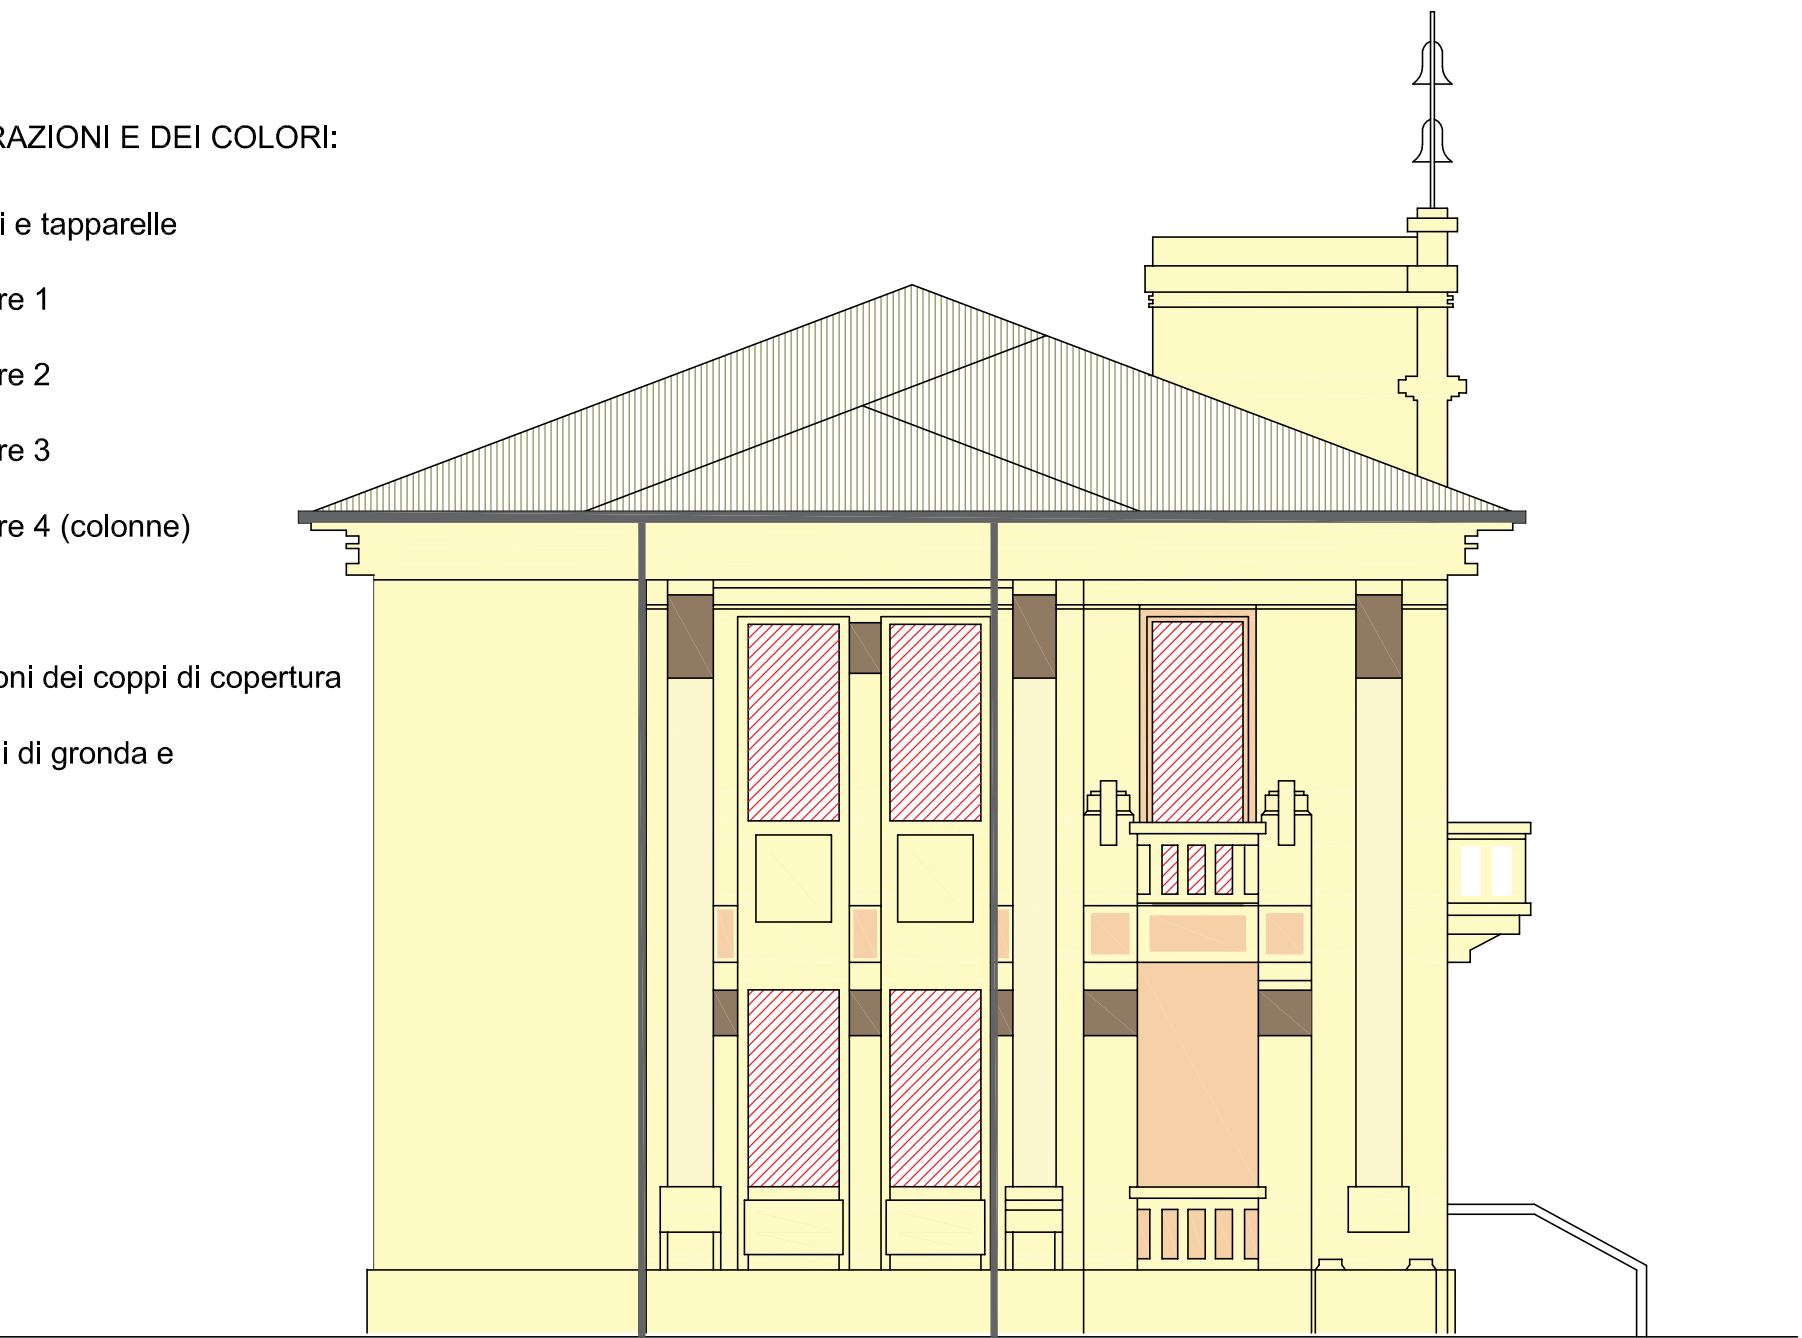 RAZIONI E DEI COLORI:
i e tapparelle
re 1
re 2
re 3
re 4 (colonne)
oni dei coppi di copertura
i di gronda e